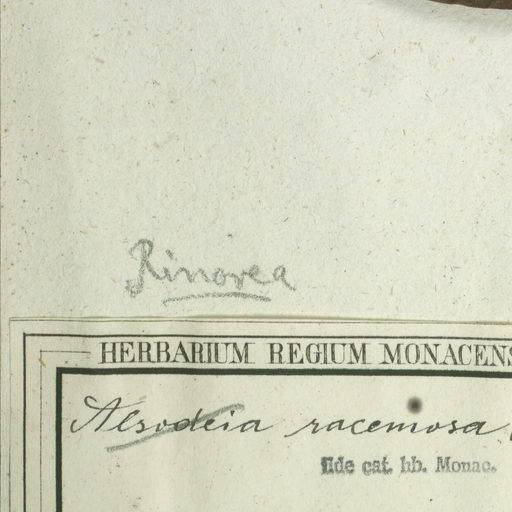 Rinorea
HERBARIUM REGIUM MONACENS
Alsodeia racemosa
fide cat. hb. Monac.